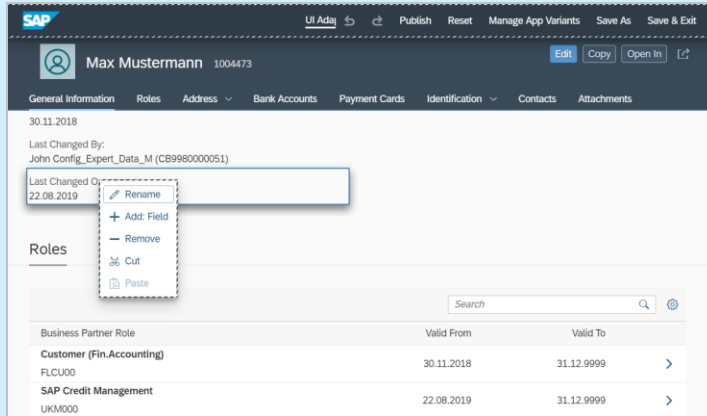 SAP
UI Adap Publish Reset Manage App Variants Save As Save & Exit
Max Mustermann 1004473
Edit Copy Open In
General Information Roles Address Bank Accounts Payment Cards Identification Contacts Attachments
30.11.2018
Last Changed By:
John Config_Expert_Data_M (CB9980000051)
Last Changed O
22.08.2019
Rename
Add: Field
Remove
Cut
Paste
Roles
Search
Business Partner Role Valid From Valid To
Customer (Fin.Accounting)
FLCU00 30.11.2018 31.12.9999
SAP Credit Management
UKM000 22.08.2019 31.12.9999